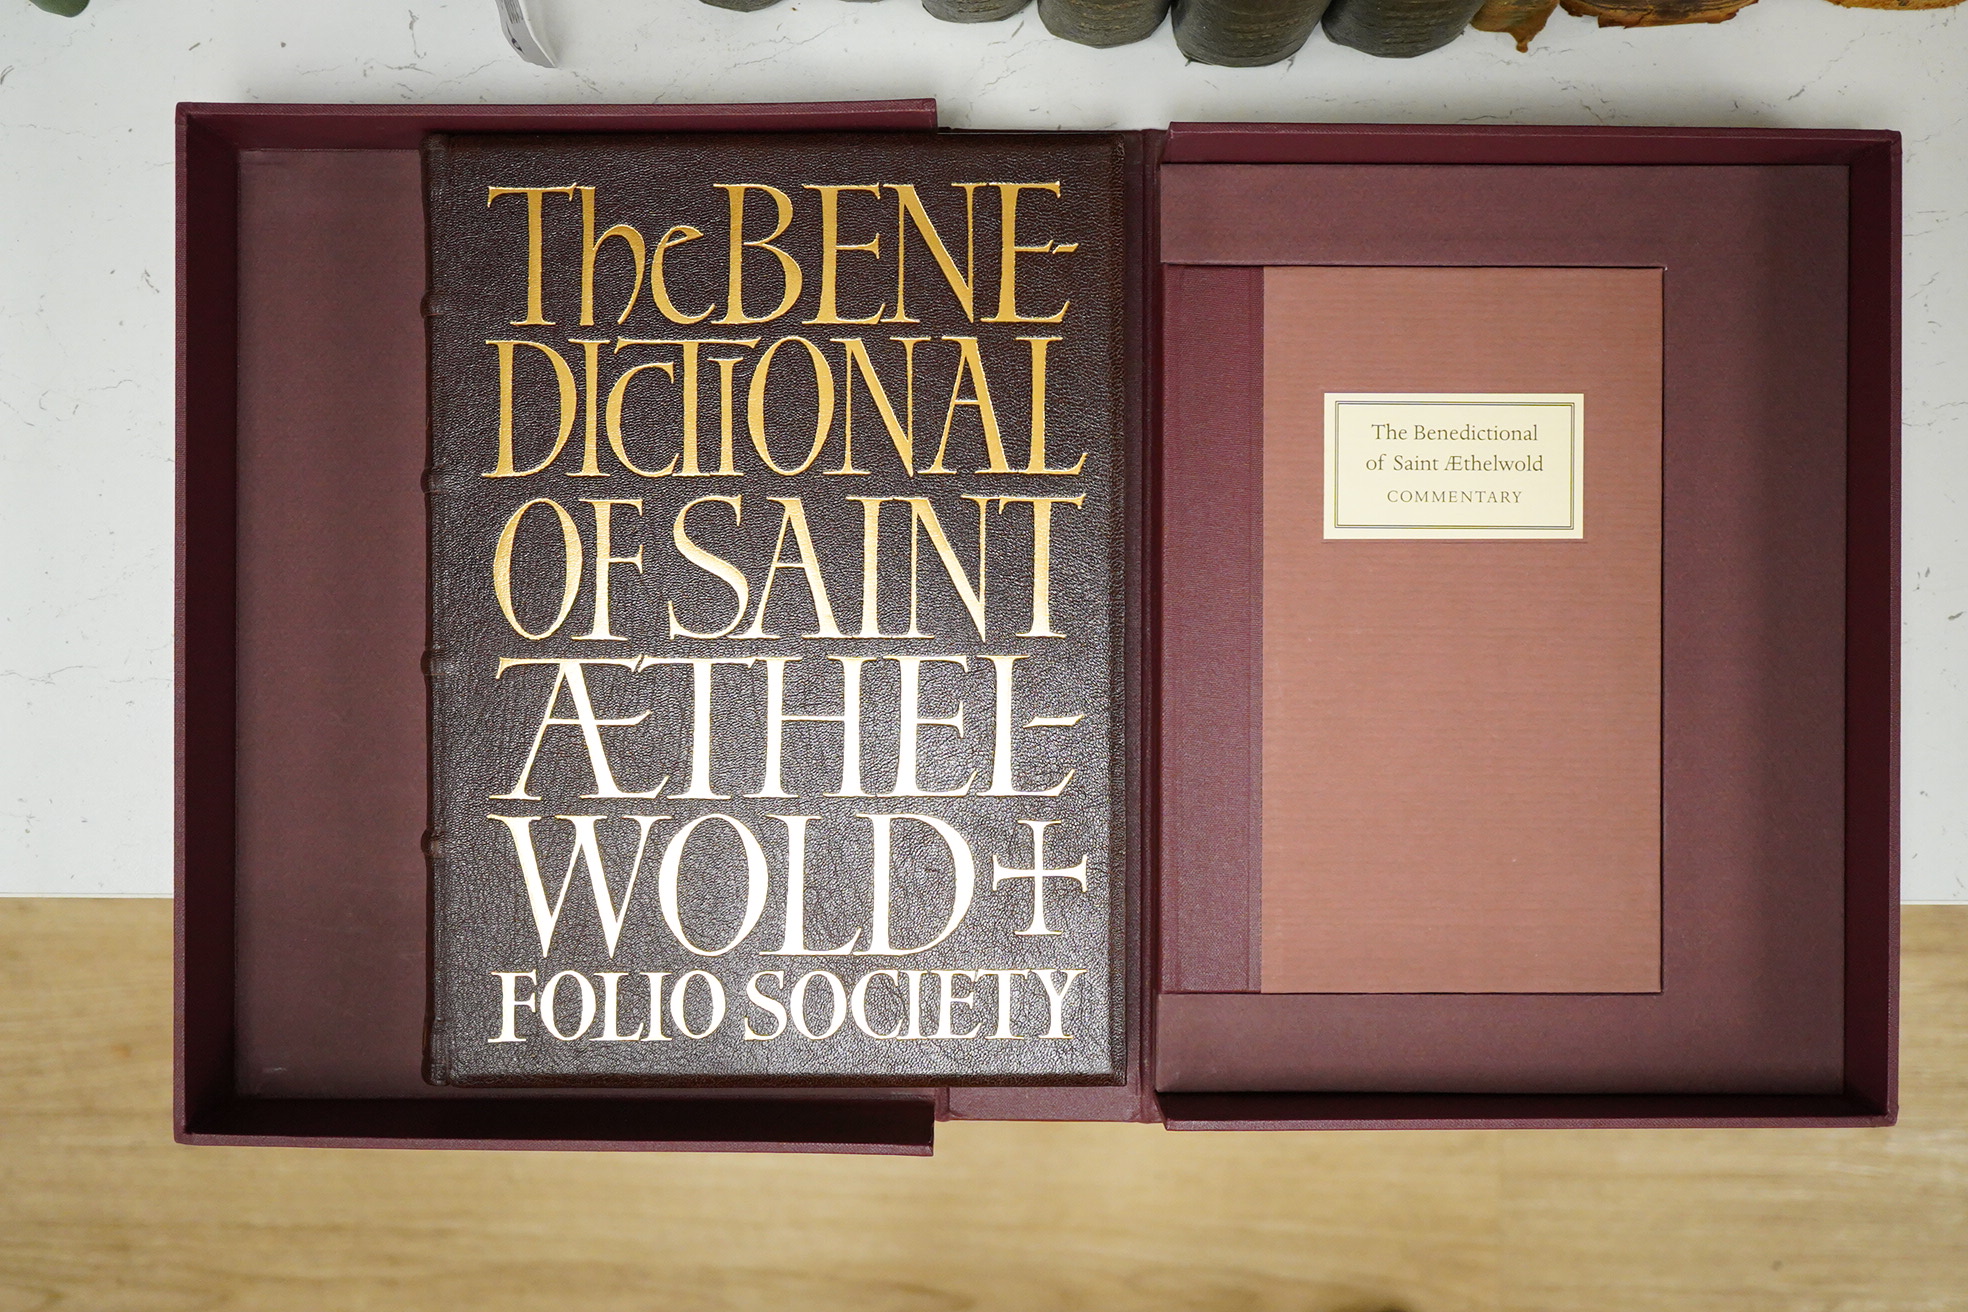 The BENE-
DICTIONAL
OF SAINT
ÆTHEL-
WOLD +
FOLIO SOCIETY
The Benedictional
of Saint Æthelwold
COMMENTARY